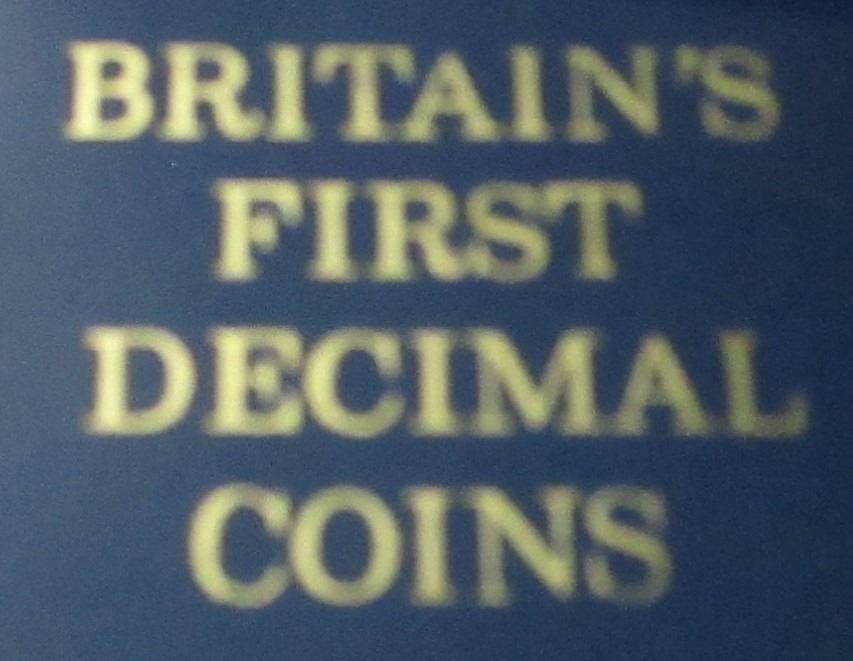 BRITAIN'S
FIRST
DECIMAL
COINS